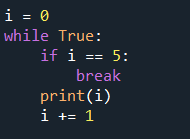 i = 0
while True:
    if i == 5:
        break
    print(i)
    i += 1